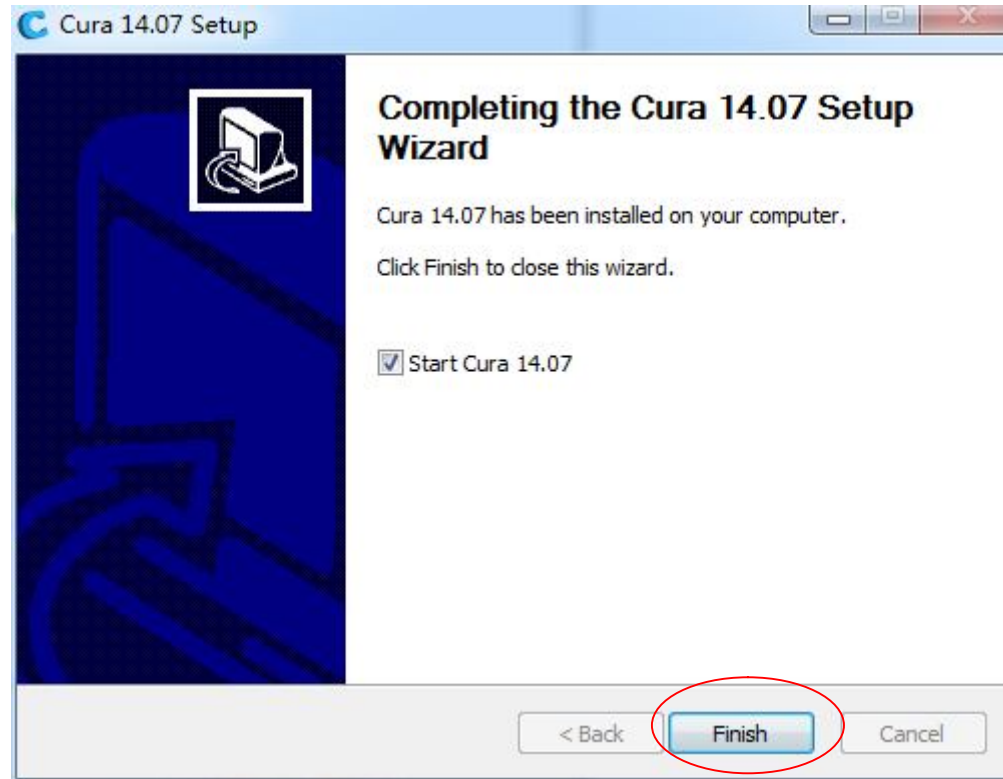 Cura 14.07 Setup
Completing the Cura 14.07 Setup
Wizard
Cura 14.07 has been installed on your computer.
Click Finish to close this wizard.
Start Cura 14.07
< Back Finish Cancel